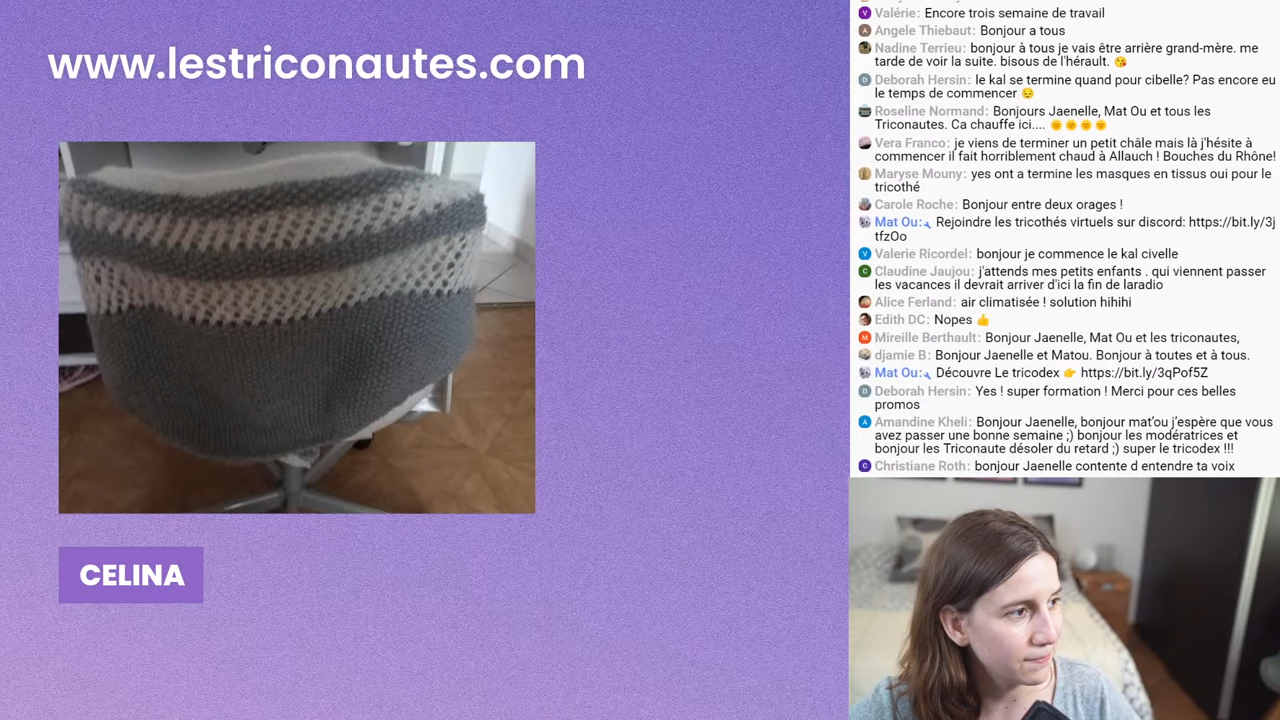 www.lestriconautes.com
CELINA
Valérie: Encore trois semaine de travail
Angele Thiebaut: Bonjour a tous
Nadine Terrieu: bonjour à tous je vais être arrière grand-mère. me
tarde de voir la suite. bisous de l'hérault. 😘
Deborah Hersin: le kal se termine quand pour cibelle? Pas encore eu
le temps de commencer 😔
Roseline Normand: Bonjours Jaenelle, Mat Ou et tous les
Triconautes. Ca chauffe ici.... 🌞🌞🌞🌞
Vera Franco: je viens de terminer un petit châle mais là j'hésite à
commencer il fait horriblement chaud à Allauch ! Bouches du Rhône!
Maryse Mouny: yes ont a termine les masques en tissus oui pour le
tricothé
Carole Roche: Bonjour entre deux orages !
Mat Ou: Rejoindre les tricothés virtuels sur discord: https://bit.ly/3j
tfzOo
Valerie Ricordel: bonjour je commence le kal civelle
Claudine Jaujou: j'attends mes petits enfants . qui viennent passer
les vacances il devrait arriver d'ici la fin de laradio
Alice Ferland: air climatisée ! solution hihihi
Edith DC: Nopes 👍
Mireille Berthault: Bonjour Jaenelle, Mat Ou et les triconautes,
djamie B: Bonjour Jaenelle et Matou. Bonjour à toutes et à tous.
Mat Ou: Découvre Le tricodex 👉 https://bit.ly/3qPof5Z
Deborah Hersin: Yes ! super formation ! Merci pour ces belles
promos
Amandine Kheli: Bonjour Jaenelle, bonjour mat'ou j'espère que vous
avez passer une bonne semaine ;) bonjour les modératrices et
bonjour les Triconaute désoler du retard ;) super le tricodex !!!
Christiane Roth: bonjour Jaenelle contente d entendre ta voix